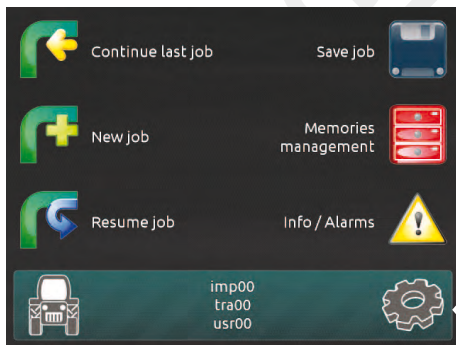 Continue last job
Save job
New job
Memories
management
Resume job
Info / Alarms
imp00
tra00
usr00